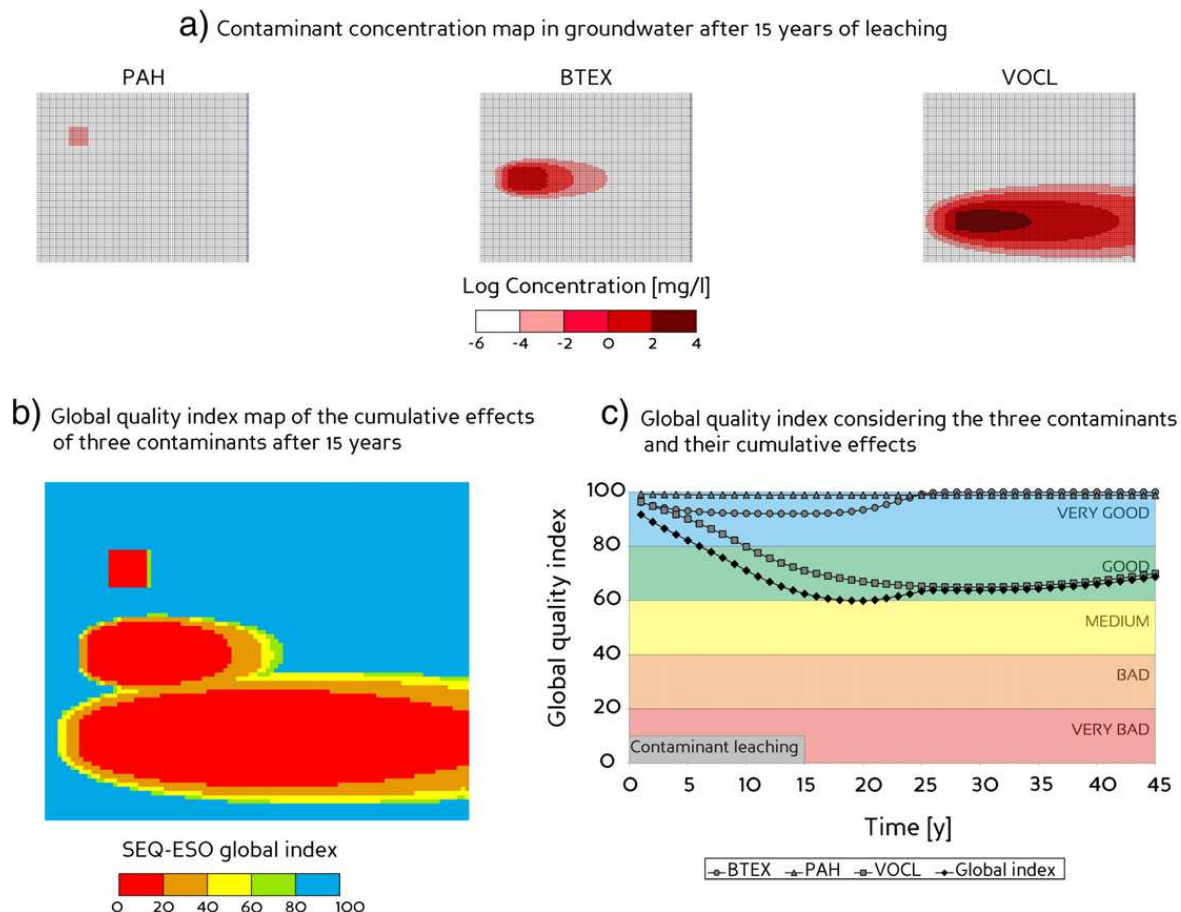 a) Contaminant concentration map in groundwater after 15 years of leaching
PAH
BTEX
VOCL
Log Concentration [mg/l]
-6 -4 -2 0 2 4
b) Global quality index map of the cumulative effects
of three contaminants after 15 years
SEQ-ESO global index
0 20 40 60 80 100
c) Global quality index considering the three contaminants
and their cumulative effects
Global quality index
100
80
60
40
20
0
VERY GOOD
GOOD
MEDIUM
BAD
VERY BAD
Contaminant leaching
0 5 10 15 20 25 30 35 40 45
Time [y]
BTEX PAH VOCL Global index